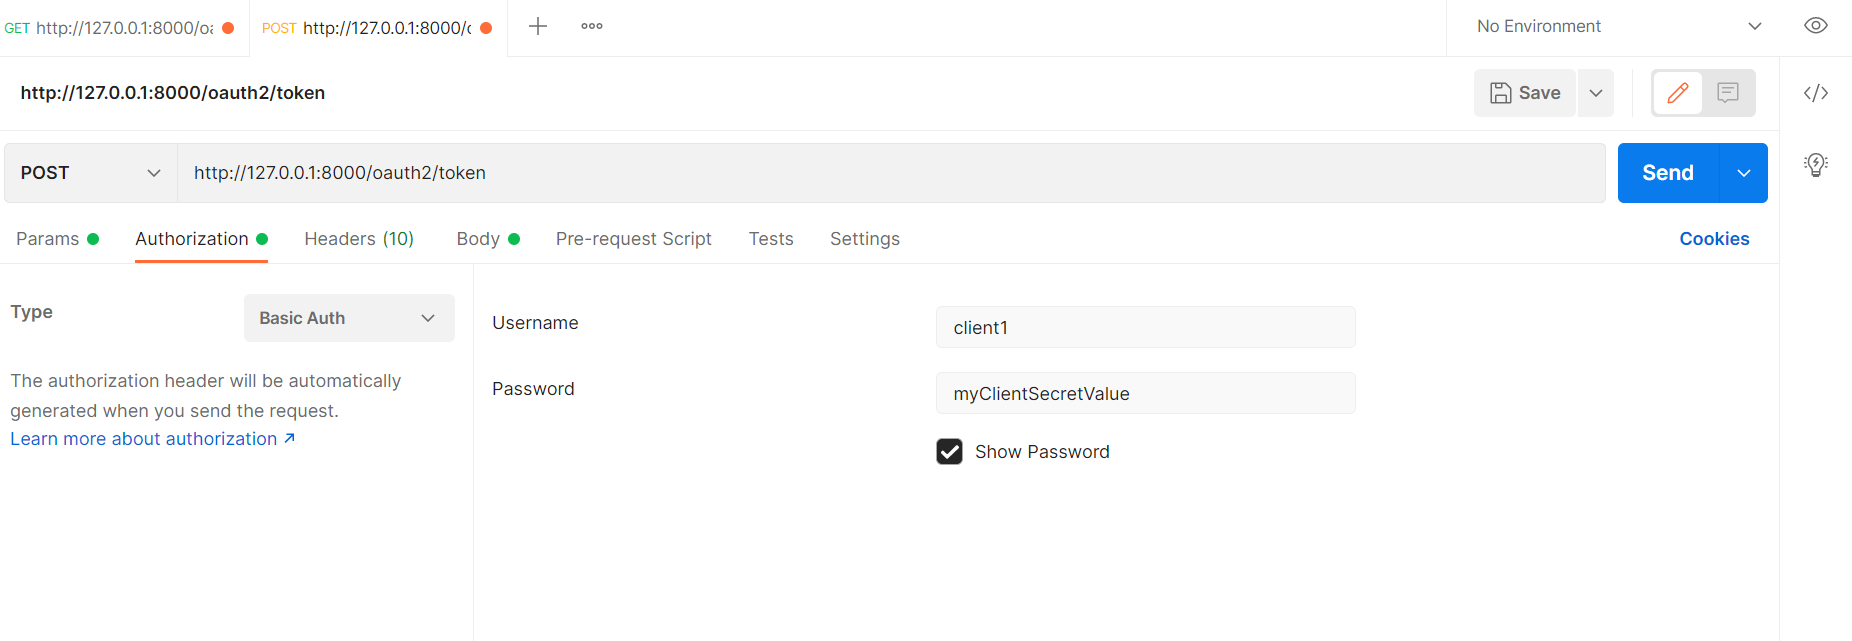 GET http://127.0.0.1:8000/oa
POST http://127.0.0.1:8000/c
No Environment
http://127.0.0.1:8000/oauth2/token
Save
POST
http://127.0.0.1:8000/oauth2/token
Send
Params
Authorization
Headers (10)
Body
Pre-request Script
Tests
Settings
Cookies
Type
Basic Auth
The authorization header will be automatically
generated when you send the request.
Learn more about authorization ↗
Username
client1
Password
myClientSecretValue
Show Password